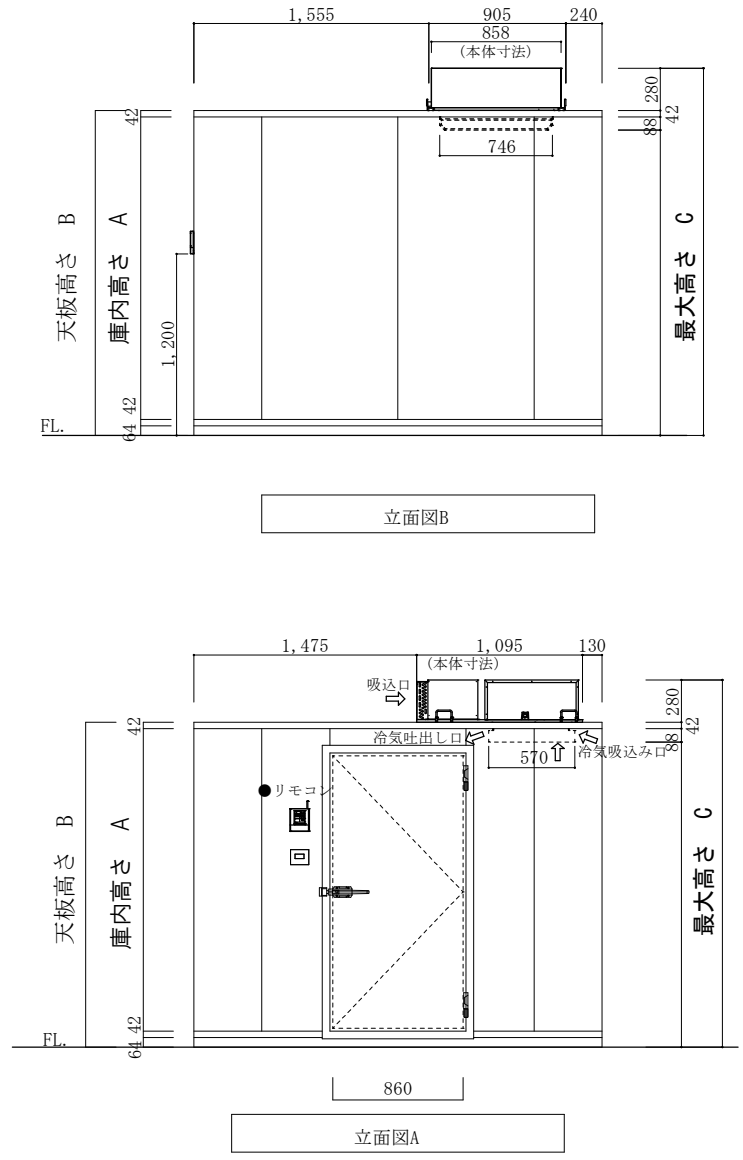 1,555
905
240
858
(本体寸法)
280
42
42
88
746
天板高さ B
庫内高さ A
最大高さ C
1,200
42
64
FL.
立面図B
1,475
1,095
130
(本体寸法)
吸込口
280
42
42
88
冷気吐出し口
冷気吸込み口
570
リモコン
天板高さ B
庫内高さ A
最大高さ C
42
64
FL.
860
立面図A